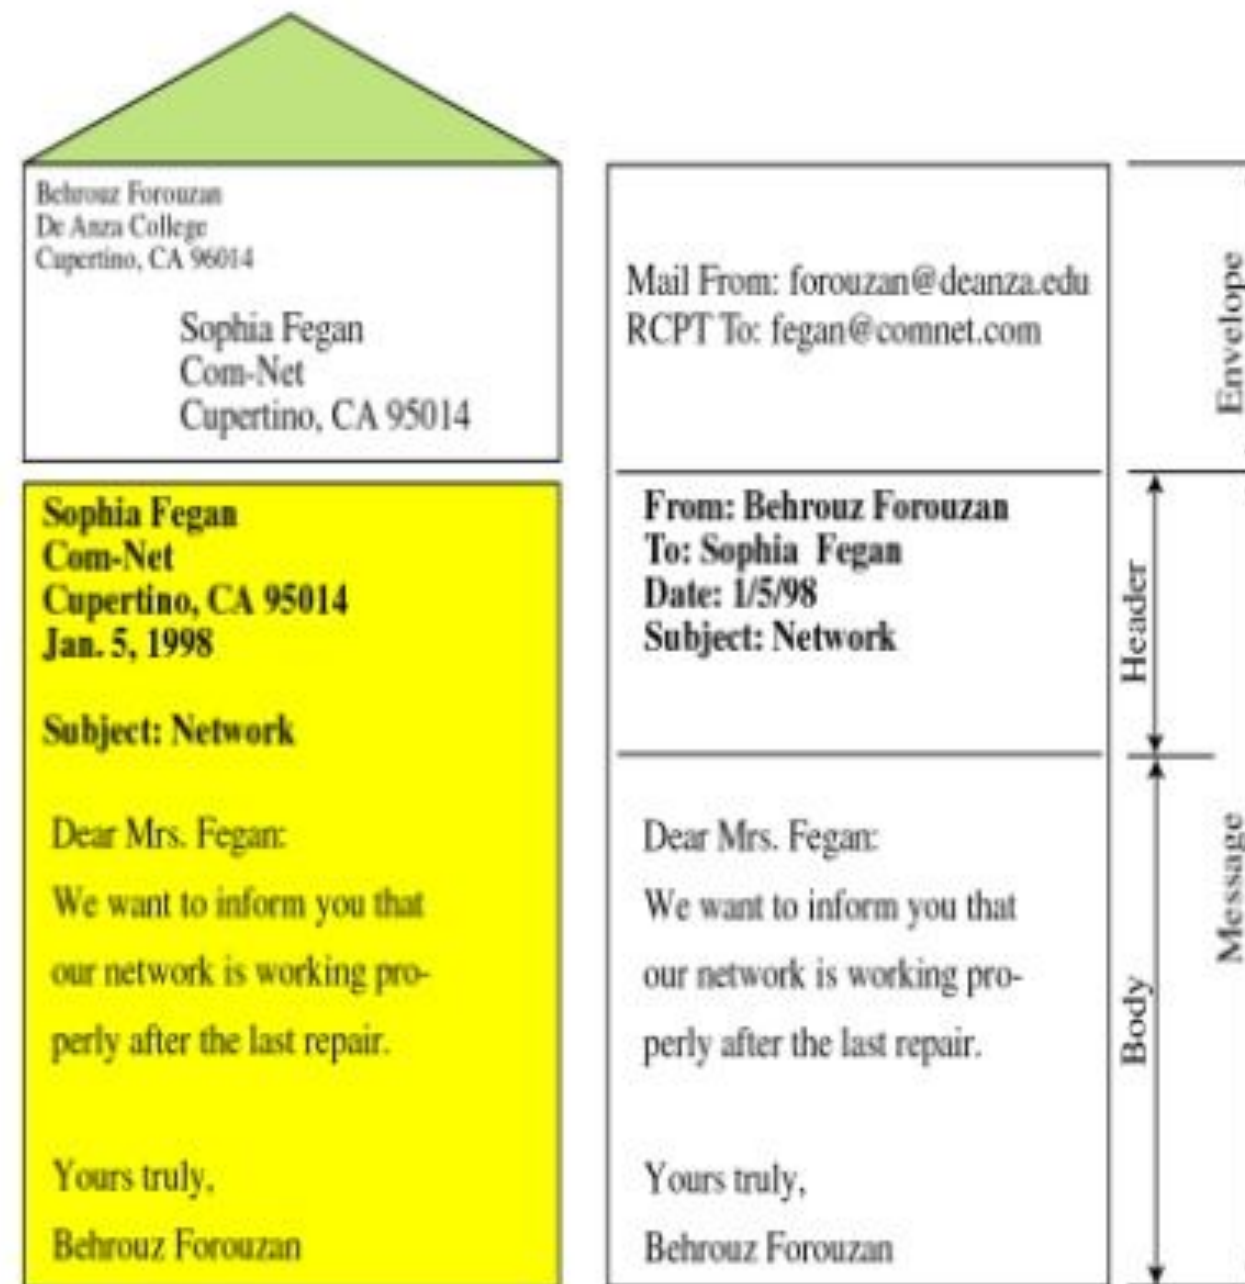 Behrouz Forouzan
De Anza College
Cupertino, CA 96014
Sophia Fegan
Com-Net
Cupertino, CA 95014
Sophia Fegan
Com-Net
Cupertino, CA 95014
Jan. 5, 1998
Subject: Network
Dear Mrs. Fegan:
We want to inform you that
our network is working pro-
perly after the last repair.
Yours truly,
Behrouz Forouzan
Mail From: forouzan@deanza.edu
RCPT To: fegan@comnet.com
From: Behrouz Forouzan
To: Sophia Fegan
Date: 1/5/98
Subject: Network
Dear Mrs. Fegan:
We want to inform you that
our network is working pro-
perly after the last repair.
Yours truly,
Behrouz Forouzan
Envelope
Header
Message
Body